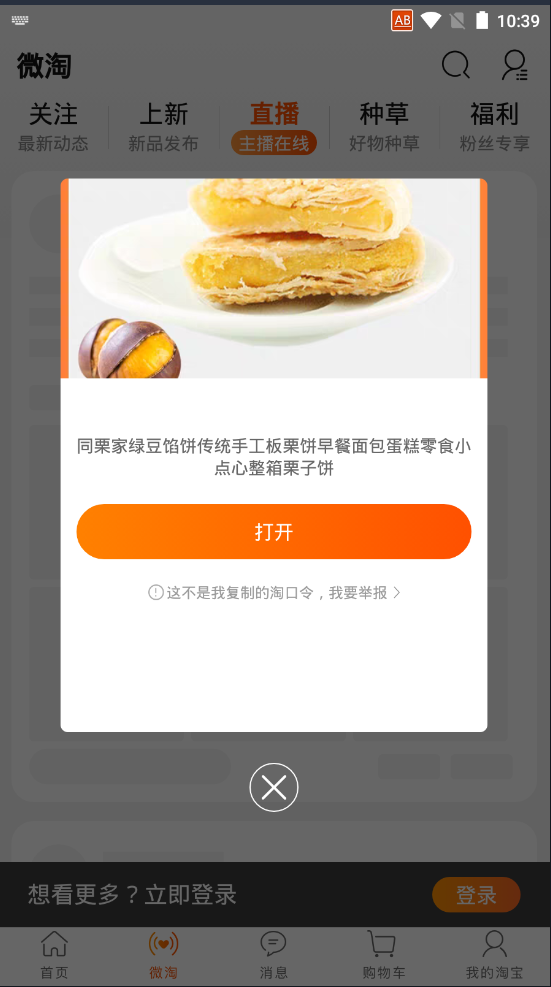 AB 10:39
微淘
关注 上新 直播 种草 福利
最新动态 新品发布 主播在线 好物种草 粉丝专享
同栗家绿豆馅饼传统手工板栗饼早餐面包蛋糕零食小
点心整箱栗子饼
打开
这不是我复制的淘口令，我要举报
想看更多？立即登录 登录
首页 微淘 消息 购物车 我的淘宝